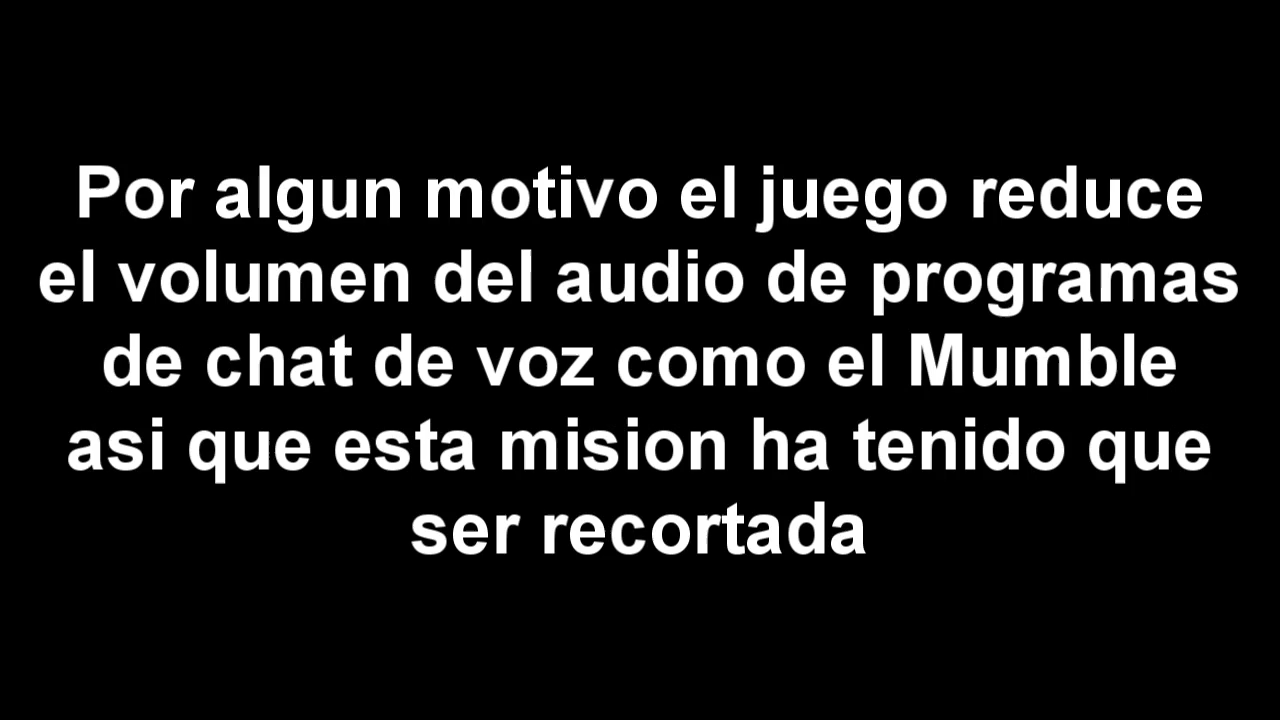 Por algun motivo el juego reduce
el volumen del audio de programas
de chat de voz como el Mumble
asi que esta mision ha tenido que
ser recortada